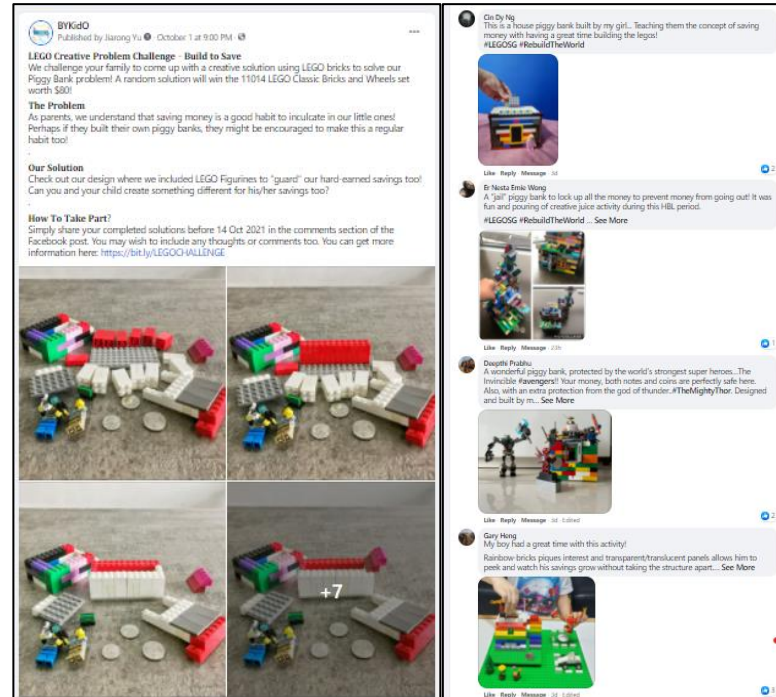 BYKidO
Published by Jiarong Yu · October 1 at 9:00 PM ·
LEGO Creative Problem Challenge - Build to Save
We challenge your family to come up with a creative solution using LEGO bricks to solve our
Piggy Bank problem! A random solution will win the 11014 LEGO Classic Bricks and Wheels set
worth $80!
The Problem
As parents, we understand that saving money is a good habit to inculcate in our little ones!
Perhaps if they built their own piggy banks, they might be encouraged to make this a regular
habit too!
.
Our Solution
Check out our design where we included LEGO Figurines to "guard" our hard-earned savings too!
Can you and your child create something different for his/her savings too?
.
How To Take Part?
Simply share your completed solutions before 14 Oct 2021 in the comments section of the
Facebook post. You may wish to include any thoughts or comments too. You can get more
information here: https://bit.ly/LEGOCHALLENGE
+7
Cin Dy Ng
This is a house piggy bank built by my girl... Teaching them the concept of saving
money with having a great time building the legos!
#LEGOSG #RebuildTheWorld
Like Reply Message · 3d
2
Er Nesta Emie Wong
A "jail" piggy bank to lock up all the money to prevent money from going out! It was
fun and pouring of creative juice activity during this HBL period.
#LEGOSG #RebuildTheWorld ... See More
Like Reply Message · 23h
1
Deepthi Prabhu
A wonderful piggy bank, protected by the world's strongest super heroes...The
Invincible #avengers!! Your money, both notes and coins are perfectly safe here.
Also, with an extra protection from the god of thunder..#TheMightyThor. Designed
and built by m... See More
Like Reply Message · 3d · Edited
2
Gary Hong
My boy had a great time with this activity!
Rainbow bricks piques interest and transparent/translucent panels allows him to
peek and watch his savings grow without taking the structure apart.... See More
Like Reply Message · 3d · Edited
3